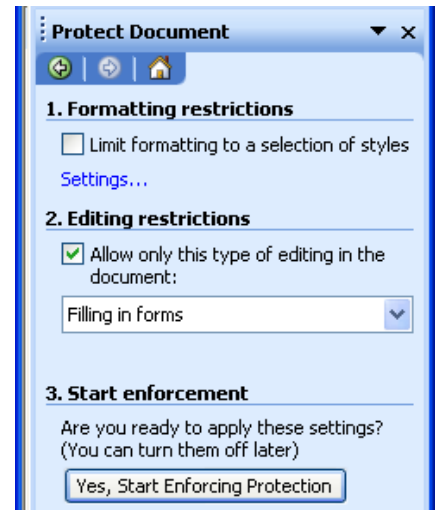 Protect Document
1. Formatting restrictions
Limit formatting to a selection of styles
Settings...
2. Editing restrictions
Allow only this type of editing in the
document:
Filling in forms
3. Start enforcement
Are you ready to apply these settings?
(You can turn them off later)
Yes, Start Enforcing Protection